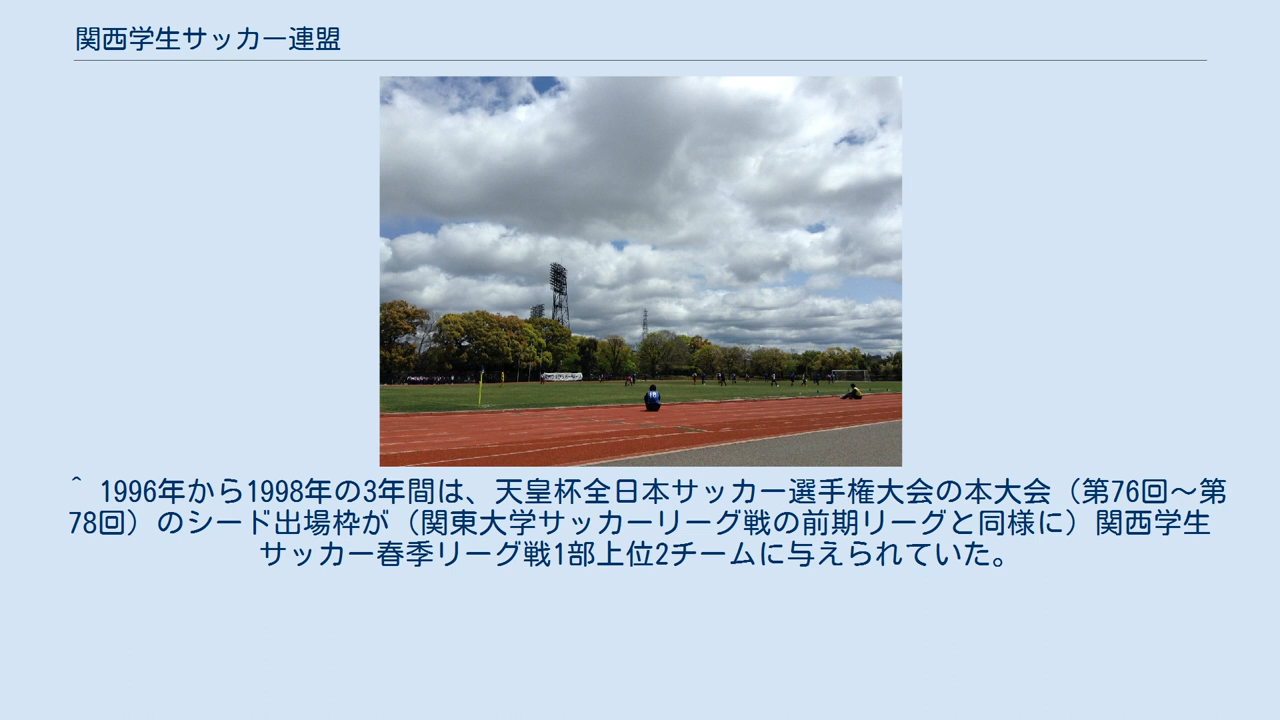 関西学生サッカー連盟
^ 1996年から1998年の3年間は、天皇杯全日本サッカー選手権大会の本大会（第76回～第
78回）のシード出場枠が（関東大学サッカーリーグ戦の前期リーグと同様に）関西学生
サッカー春季リーグ戦1部上位2チームに与えられていた。